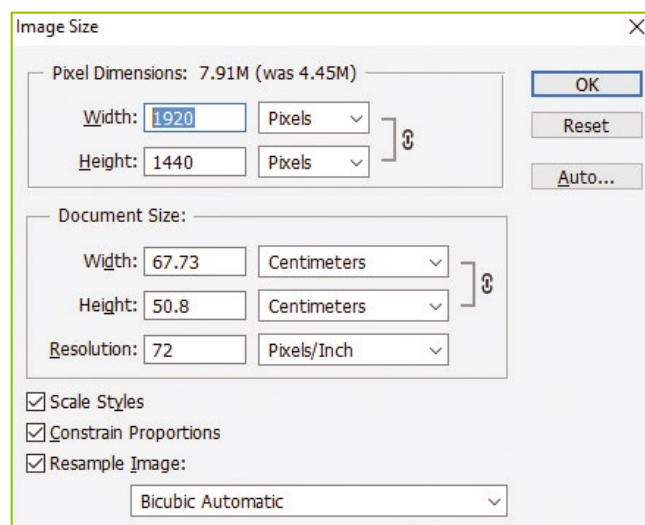 Image Size
Pixel Dimensions: 7.91M (was 4.45M)
OK
Width: 1920 Pixels
Reset
Height: 1440 Pixels
Auto...
Document Size:
Width: 67.73 Centimeters
Height: 50.8 Centimeters
Resolution: 72 Pixels/Inch
Scale Styles
Constrain Proportions
Resample Image:
Bicubic Automatic